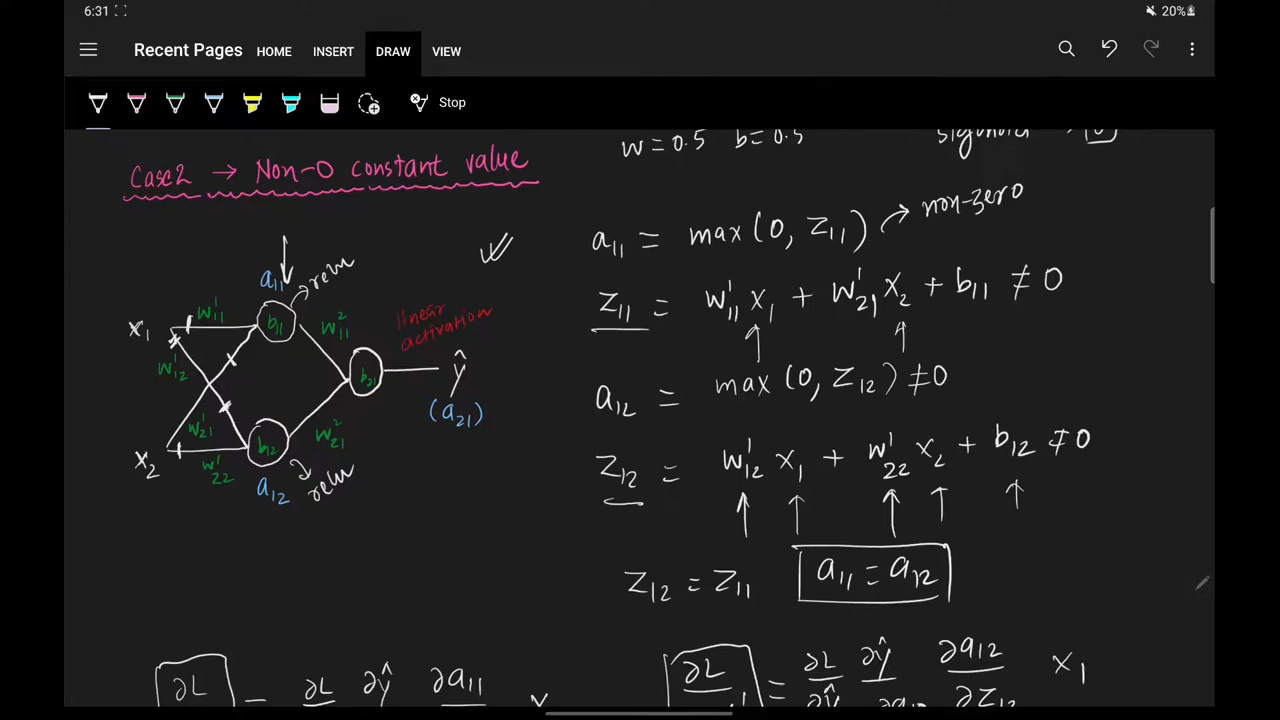 6:31
20%
Recent Pages HOME INSERT DRAW VIEW
Stop
w = 0.5 b = 0.5
sigmoid →
Case2 → Non-0 constant value
a₁₁ = max (0, z₁₁) → non-zero
z₁₁ = w¹₁₁ x₁ + w¹₂₁ x₂ + b₁₁ ≠ 0
a₁₂ = max (0, z₁₂) ≠ 0
z₁₂ = w¹₁₂ x₁ + w¹₂₂ x₂ + b₁₂ ≠ 0
z₁₂ = z₁₁ a₁₁ = a₁₂
a₁₁ → relu
x₁ w¹₁₁ b₁₁ w²₁₁
linear
activation
w¹₁₂ b₂₁ ŷ
(a₂₁)
w¹₂₁ b₁₂ w²₂₁
x₂ w¹₂₂
a₁₂ relu
∂L = ∂L ∂ŷ ∂a₁₁
∂L = ∂L/∂ŷ ∂ŷ ∂a₁₂/∂z₁₂ x₁